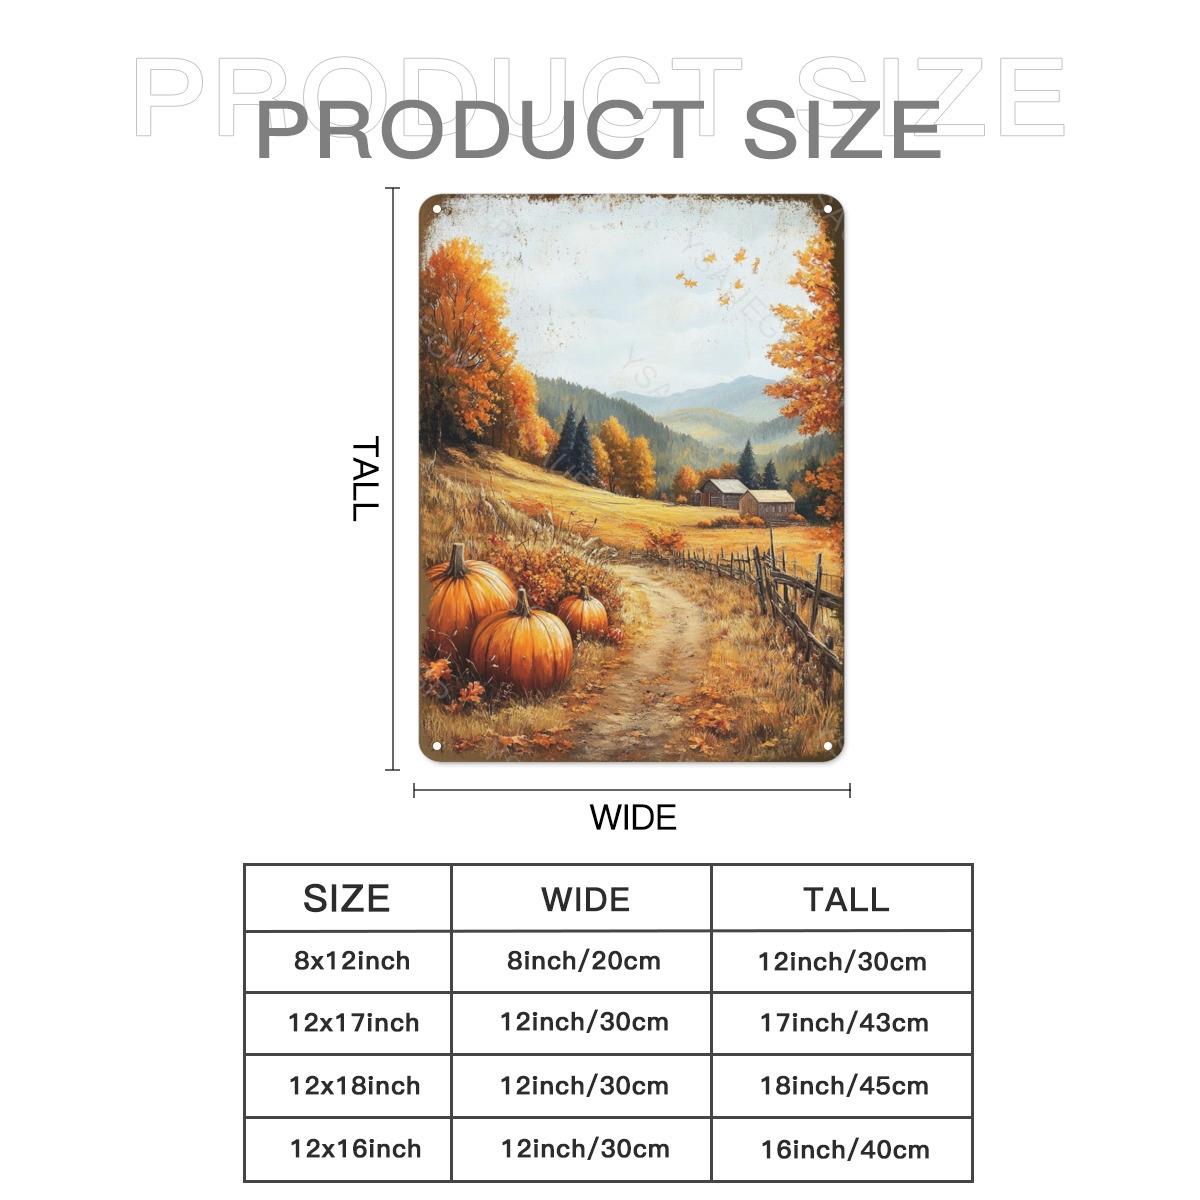 PRODUCT SIZE
PRODUCT SIZE
TALL
WIDE
SIZE WIDE TALL
8x12inch 8inch/20cm 12inch/30cm
12x17inch 12inch/30cm 17inch/43cm
12x18inch 12inch/30cm 18inch/45cm
12x16inch 12inch/30cm 16inch/40cm